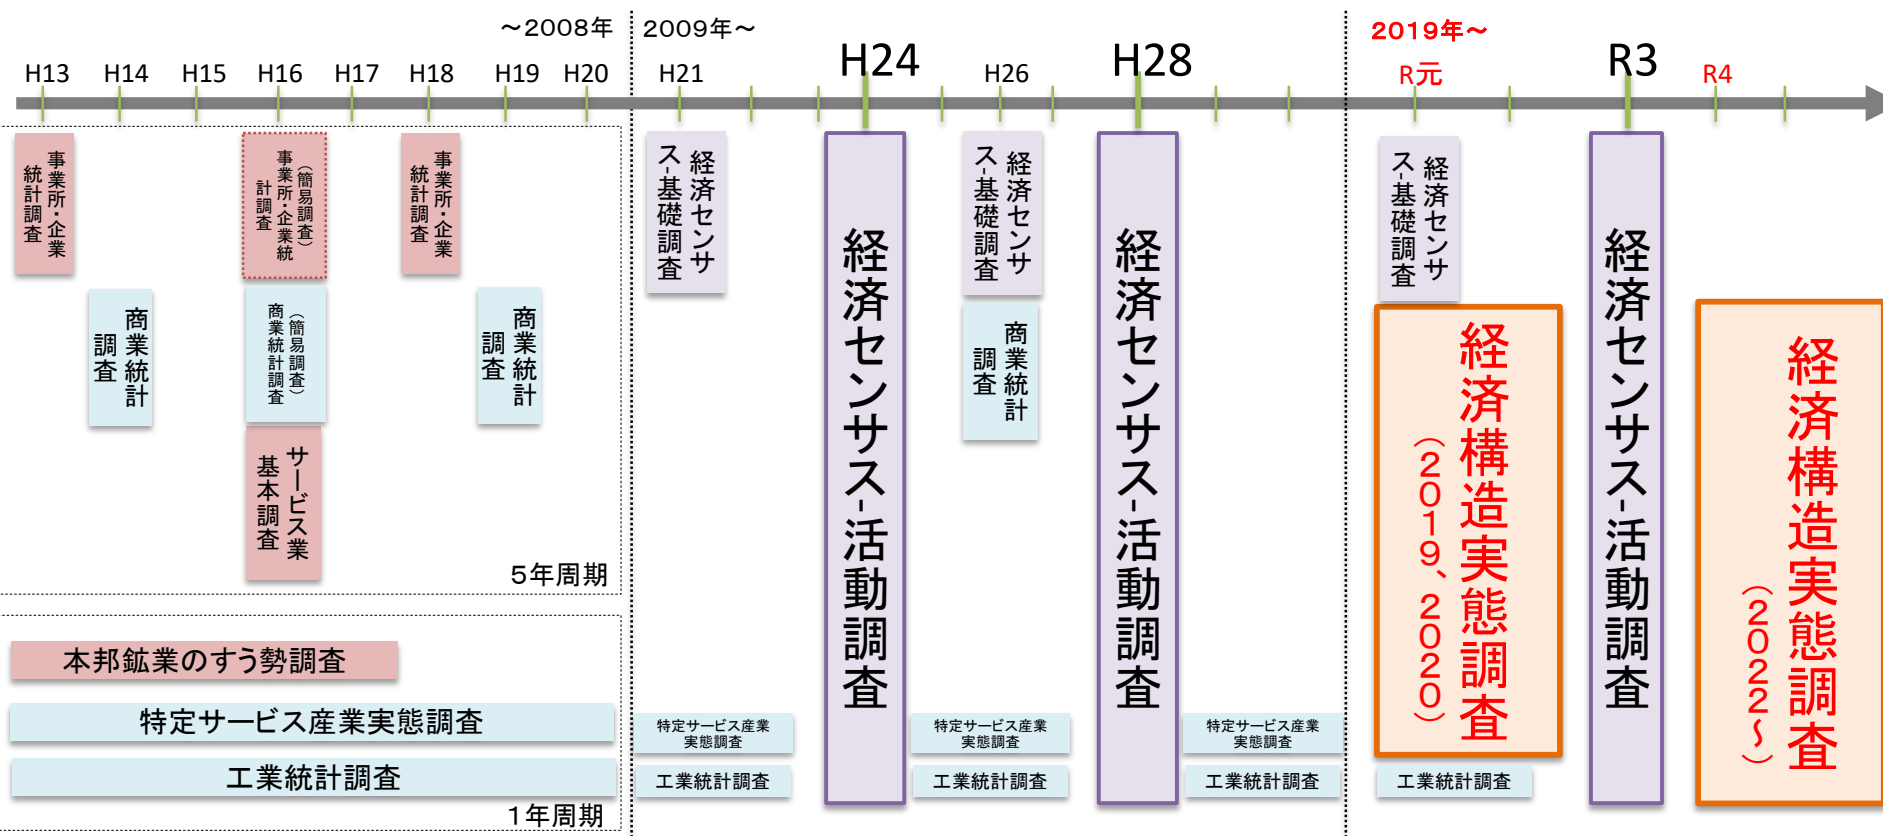 ～2008年
2009年～
2019年～
H13
H14
H15
H16
H17
H18
H19
H20
H21
H24
H26
H28
R元
R3
R4
事業所・企業
統計調査
（簡易調査）
事業所・企業統
計調査
事業所・企業
統計調査
商業統計
調査
（簡易調査）
商業統計調査
商業統計
調査
サービス業
基本調査
5年周期
本邦鉱業のすう勢調査
特定サービス産業実態調査
工業統計調査
1年周期
経済センサ
ス‐基礎調査
特定サービス産業
実態調査
工業統計調査
経済センサス‐活動調査
経済センサ
ス‐基礎調査
商業統計
調査
特定サービス産業
実態調査
工業統計調査
経済センサス‐活動調査
特定サービス産業
実態調査
工業統計調査
経済センサ
ス‐基礎調査
経済構造実態調査
（2019、2020）
工業統計調査
経済センサス‐活動調査
経済構造実態調査
（2022～）